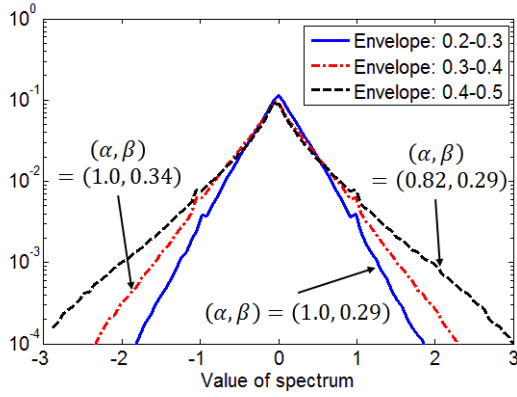 Envelope: 0.2-0.3
Envelope: 0.3-0.4
Envelope: 0.4-0.5
10^0
10^-1
10^-2
10^-3
10^-4
(α, β)
= (1.0, 0.34)
(α, β)
= (0.82, 0.29)
(α, β) = (1.0, 0.29)
-3 -2 -1 0 1 2 3
Value of spectrum